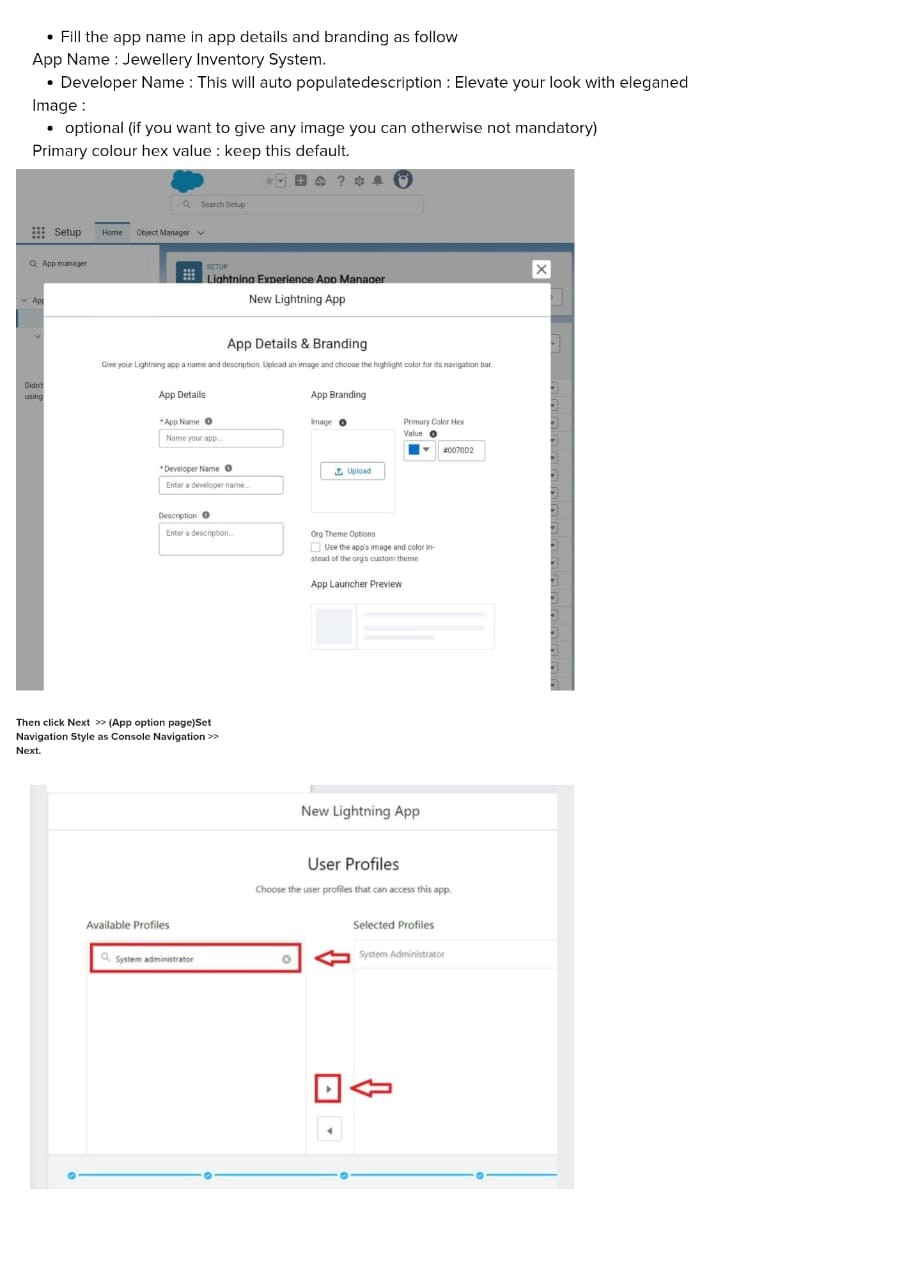 • Fill the app name in app details and branding as follow
App Name : Jewellery Inventory System.
• Developer Name : This will auto populatedescription : Elevate your look with eleganed
Image :
• optional (if you want to give any image you can otherwise not mandatory)
Primary colour hex value : keep this default.
Search Setup
Setup Home Object Manager
App manager
SETUP
Lightning Experience App Manager
App
New Lightning App
App Details & Branding
Give your Lightning app a name and description. Upload an image and choose the highlight color for its navigation bar.
Didn't
using
App Details App Branding
*App Name Image Primary Color Hex
Value
Name your app...
#0070D2
*Developer Name Upload
Enter a developer name...
Description
Enter a description...
Org Theme Options
Use the app's image and color in-
stead of the org's custom theme
App Launcher Preview
Then click Next >> (App option page)Set
Navigation Style as Console Navigation >>
Next.
New Lightning App
User Profiles
Choose the user profiles that can access this app.
Available Profiles Selected Profiles
System administrator System Administrator